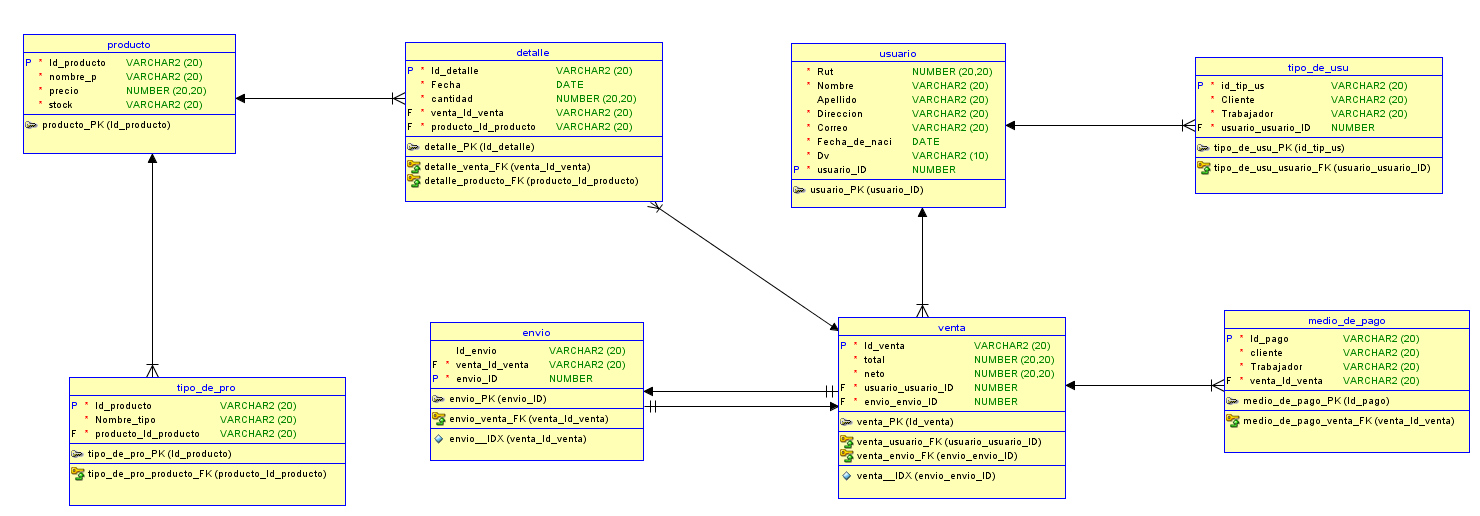 producto
P * Id_producto VARCHAR2 (20)
* nombre_p VARCHAR2 (20)
* precio NUMBER (20,20)
* stock VARCHAR2 (20)
producto_PK (Id_producto)
detalle
P * Id_detalle VARCHAR2 (20)
* Fecha DATE
* cantidad NUMBER (20,20)
F * venta_Id_venta VARCHAR2 (20)
F * producto_Id_producto VARCHAR2 (20)
detalle_PK (Id_detalle)
detalle_venta_FK (venta_Id_venta)
detalle_producto_FK (producto_Id_producto)
usuario
* Rut NUMBER (20,20)
* Nombre VARCHAR2 (20)
Apellido VARCHAR2 (20)
* Direccion VARCHAR2 (20)
* Correo VARCHAR2 (20)
* Fecha_de_naci DATE
* Dv VARCHAR2 (10)
P * usuario_ID NUMBER
usuario_PK (usuario_ID)
tipo_de_usu
P * id_tip_us VARCHAR2 (20)
* Cliente VARCHAR2 (20)
* Trabajador VARCHAR2 (20)
F * usuario_usuario_ID NUMBER
tipo_de_usu_PK (id_tip_us)
tipo_de_usu_usuario_FK (usuario_usuario_ID)
tipo_de_pro
P * Id_producto VARCHAR2 (20)
* Nombre_tipo VARCHAR2 (20)
F * producto_Id_producto VARCHAR2 (20)
tipo_de_pro_PK (Id_producto)
tipo_de_pro_producto_FK (producto_Id_producto)
envio
Id_envio VARCHAR2 (20)
F * venta_Id_venta VARCHAR2 (20)
P * envio_ID NUMBER
envio_PK (envio_ID)
envio_venta_FK (venta_Id_venta)
envio__IDX (venta_Id_venta)
venta
P * Id_venta VARCHAR2 (20)
* total NUMBER (20,20)
* neto NUMBER (20,20)
F * usuario_usuario_ID NUMBER
F * envio_envio_ID NUMBER
venta_PK (Id_venta)
venta_usuario_FK (usuario_usuario_ID)
venta_envio_FK (envio_envio_ID)
venta__IDX (envio_envio_ID)
medio_de_pago
P * Id_pago VARCHAR2 (20)
* cliente VARCHAR2 (20)
* Trabajador VARCHAR2 (20)
F * venta_Id_venta VARCHAR2 (20)
medio_de_pago_PK (Id_pago)
medio_de_pago_venta_FK (venta_Id_venta)